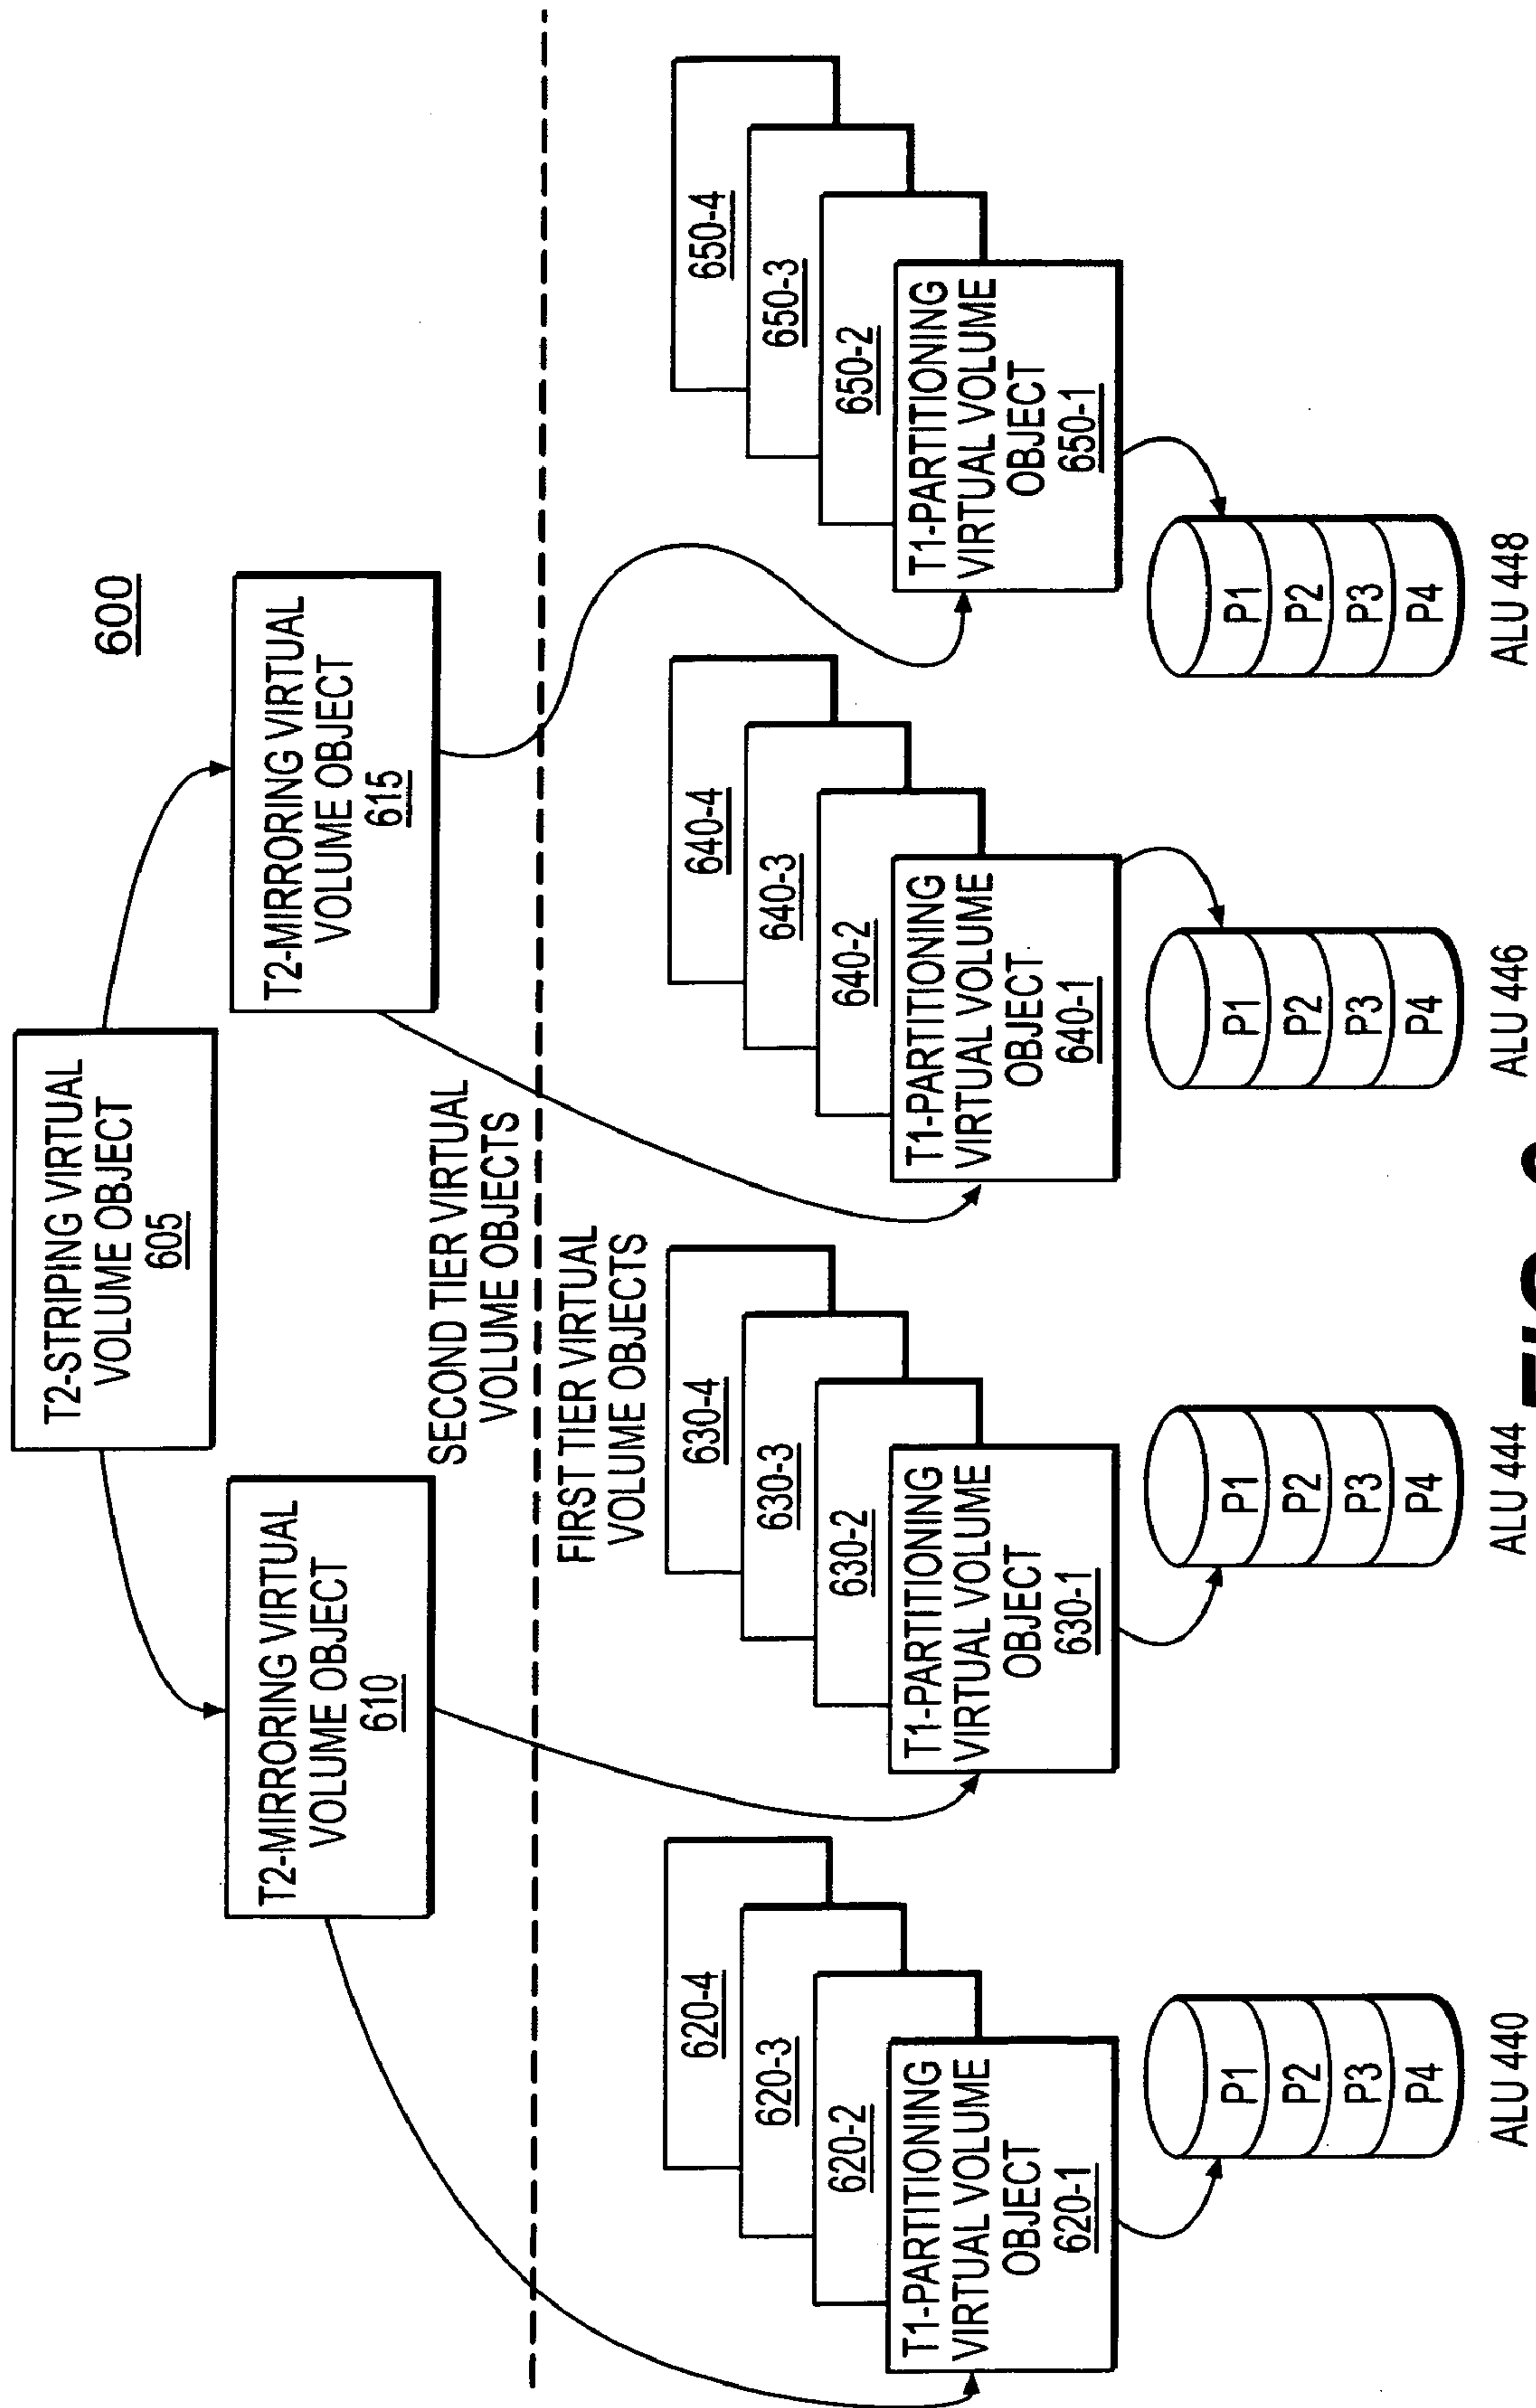 600
T2-STRIPING VIRTUAL
VOLUME OBJECT
605
T2-MIRRORING VIRTUAL
VOLUME OBJECT
610
T2-MIRRORING VIRTUAL
VOLUME OBJECT
615
SECOND TIER VIRTUAL
VOLUME OBJECTS
FIRST TIER VIRTUAL
VOLUME OBJECTS
620-4
620-3
620-2
T1-PARTITIONING
VIRTUAL VOLUME
OBJECT
620-1
630-4
630-3
630-2
T1-PARTITIONING
VIRTUAL VOLUME
OBJECT
630-1
640-4
640-3
640-2
T1-PARTITIONING
VIRTUAL VOLUME
OBJECT
640-1
650-4
650-3
650-2
T1-PARTITIONING
VIRTUAL VOLUME
OBJECT
650-1
P1
P2
P3
P4
ALU 440
P1
P2
P3
P4
ALU 444
P1
P2
P3
P4
ALU 446
P1
P2
P3
P4
ALU 448